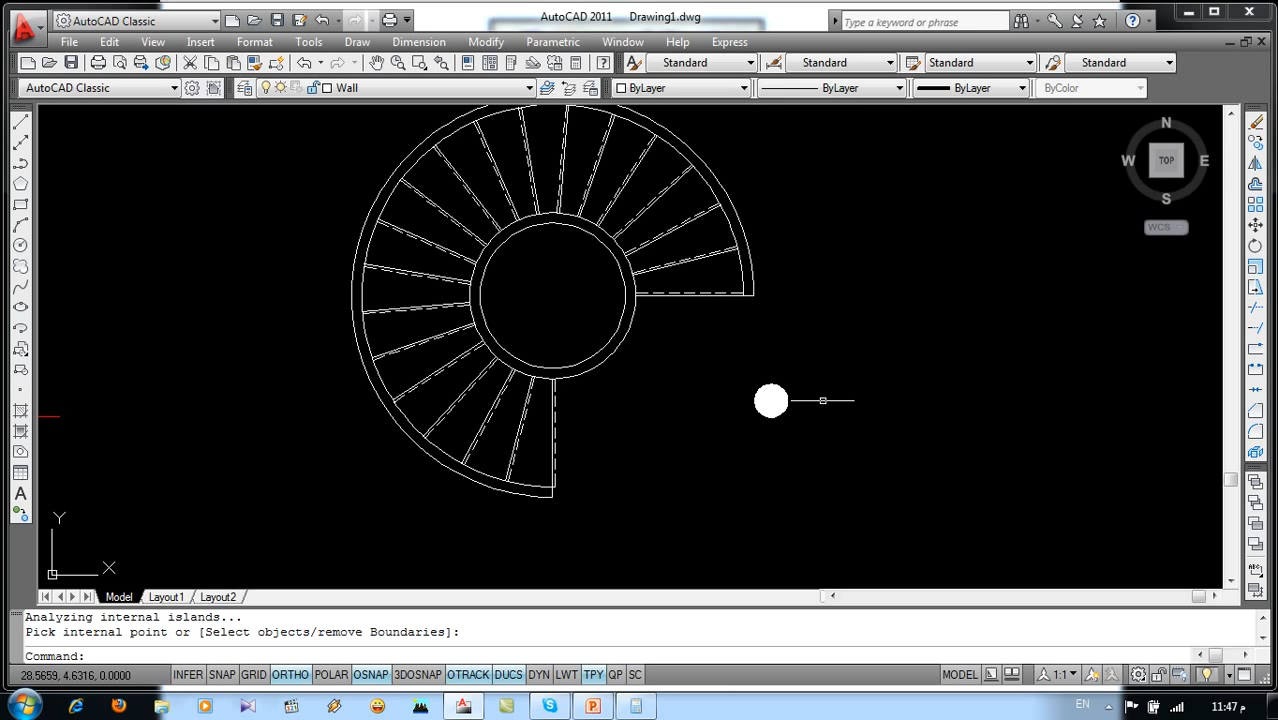 AutoCAD Classic
AutoCAD 2011 Drawing1.dwg
Type a keyword or phrase
File Edit View Insert Format Tools Draw Dimension Modify Parametric Window Help Express
Standard Standard Standard Standard
AutoCAD Classic Wall ByLayer ByLayer ByLayer ByColor
N
W TOP E
S
WCS
Y
X
Model Layout1 Layout2
Analyzing internal islands...
Pick internal point or [Select objects/remove Boundaries]:
Command:
28.5659, 4.6316, 0.0000 INFER SNAP GRID ORTHO POLAR OSNAP 3DOSNAP OTRACK DUCS DYN LWT TPY QP SC MODEL 1:1
EN 11:47 م